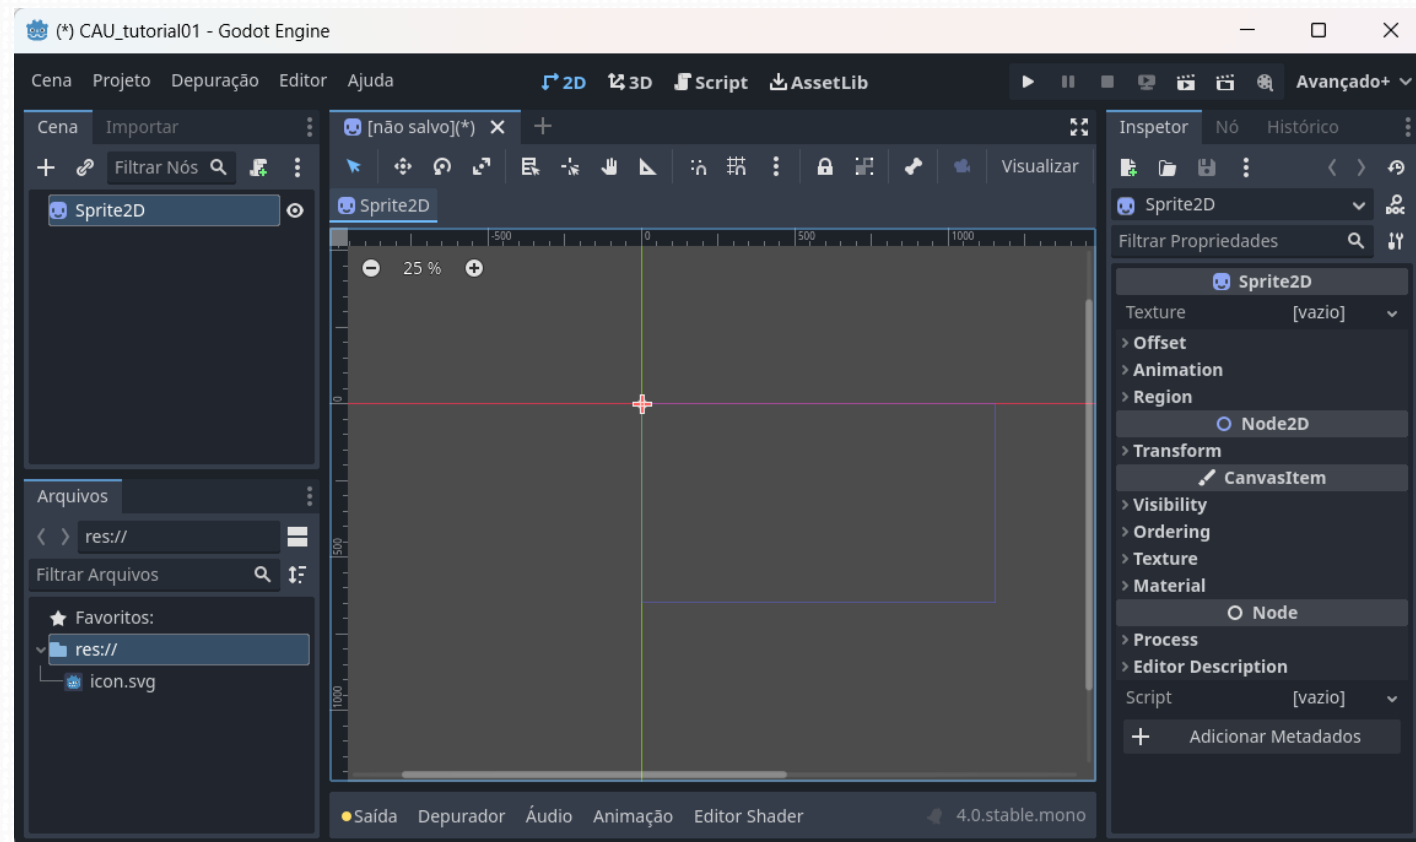 (*) CAU_tutorial01 - Godot Engine
Cena Projeto Depuração Editor Ajuda 2D 3D Script AssetLib Avançado+
Cena Importar
Filtrar Nós
Sprite2D
Arquivos
res://
Filtrar Arquivos
Favoritos:
res://
icon.svg
[não salvo](*)
Visualizar
Sprite2D
-500 0 500 1000
25 %
0
500
1000
Saída Depurador Áudio Animação Editor Shader 4.0.stable.mono
Inspetor Nó Histórico
Sprite2D
DOC
Filtrar Propriedades
Sprite2D
Texture [vazio]
Offset
Animation
Region
Node2D
Transform
CanvasItem
Visibility
Ordering
Texture
Material
Node
Process
Editor Description
Script [vazio]
Adicionar Metadados